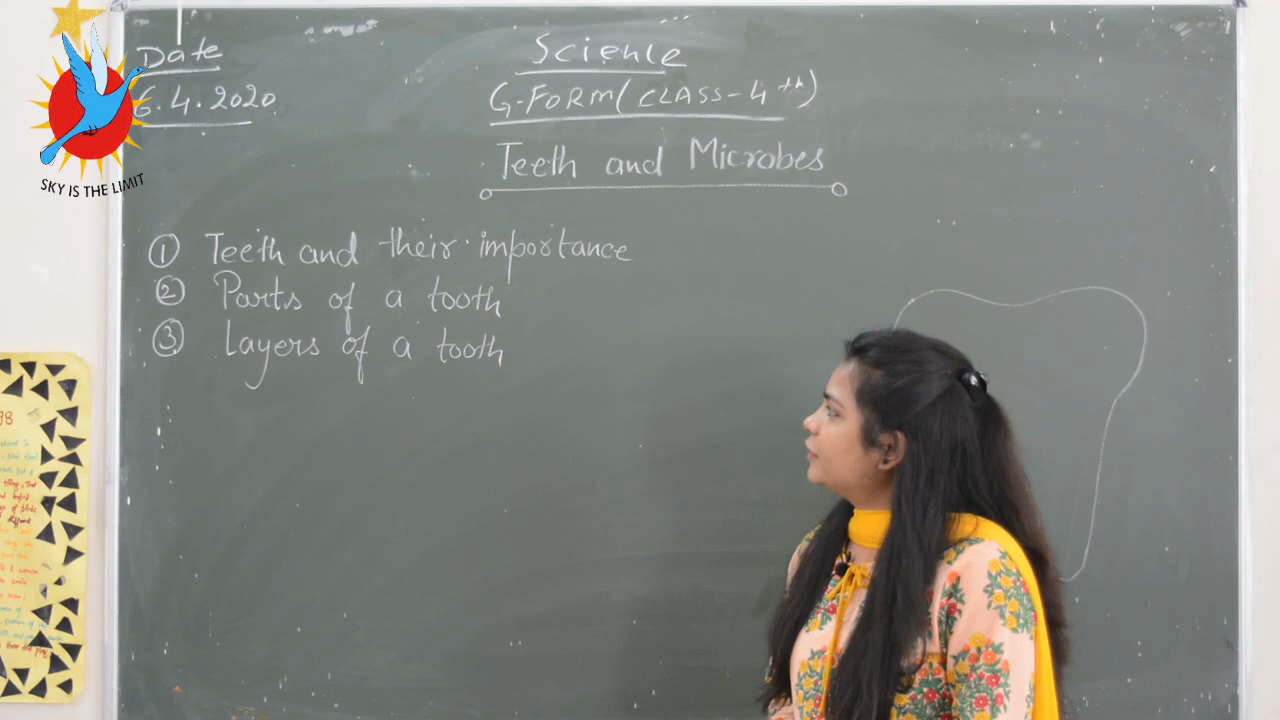 Date
6.4.2020
SKY IS THE LIMIT
Science
G-FORM (CLASS-4th)
Teeth and Microbes
① Teeth and their importance
② Parts of a tooth
③ Layers of a tooth
98